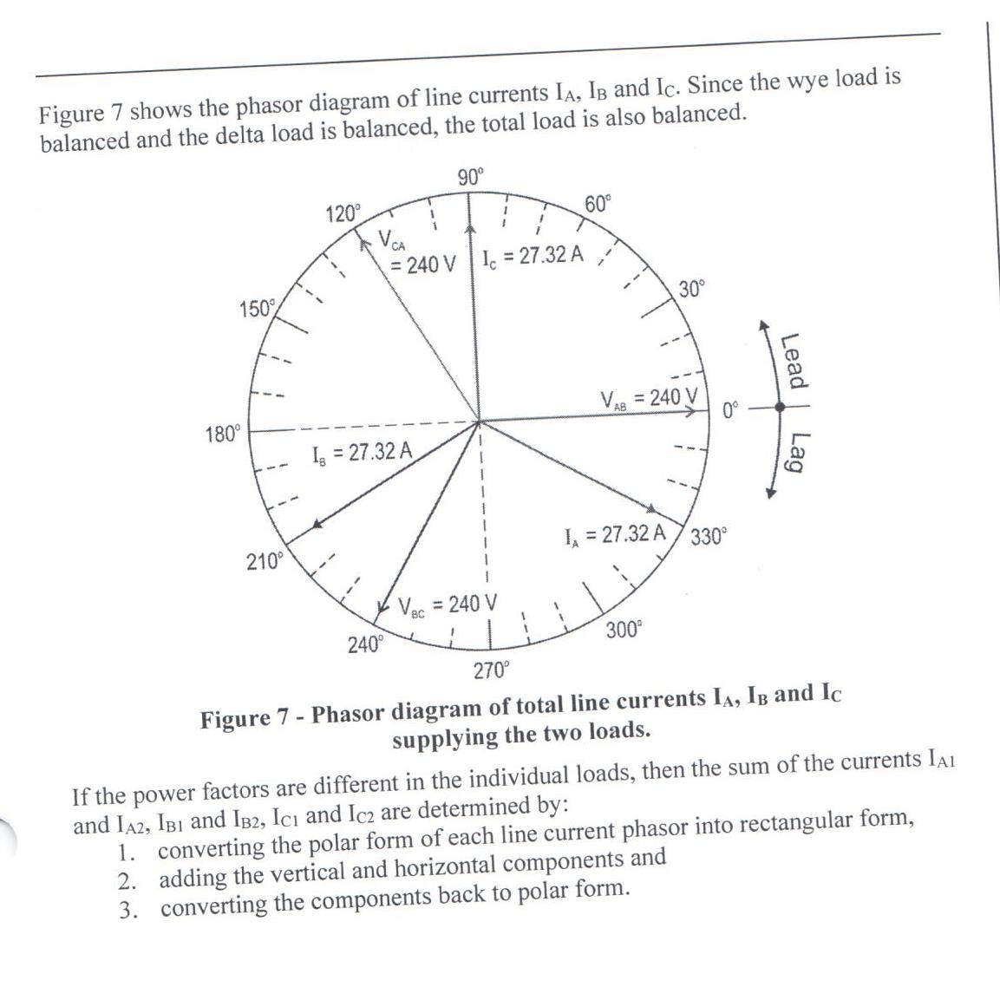 Figure 7 shows the phasor diagram of line currents IA, IB and IC. Since the wye load is
balanced and the delta load is balanced, the total load is also balanced.
90°
120°
60°
VCA
= 240 V
Ic = 27.32 A
30°
150°
Lead
VAB = 240 V
0°
180°
IB = 27.32 A
Lag
IA = 27.32 A
330°
210°
VBC = 240 V
300°
240°
270°
Figure 7 - Phasor diagram of total line currents IA, IB and IC
supplying the two loads.
If the power factors are different in the individual loads, then the sum of the currents IA1
and IA2, IB1 and IB2, IC1 and IC2 are determined by:
1. converting the polar form of each line current phasor into rectangular form,
2. adding the vertical and horizontal components and
3. converting the components back to polar form.